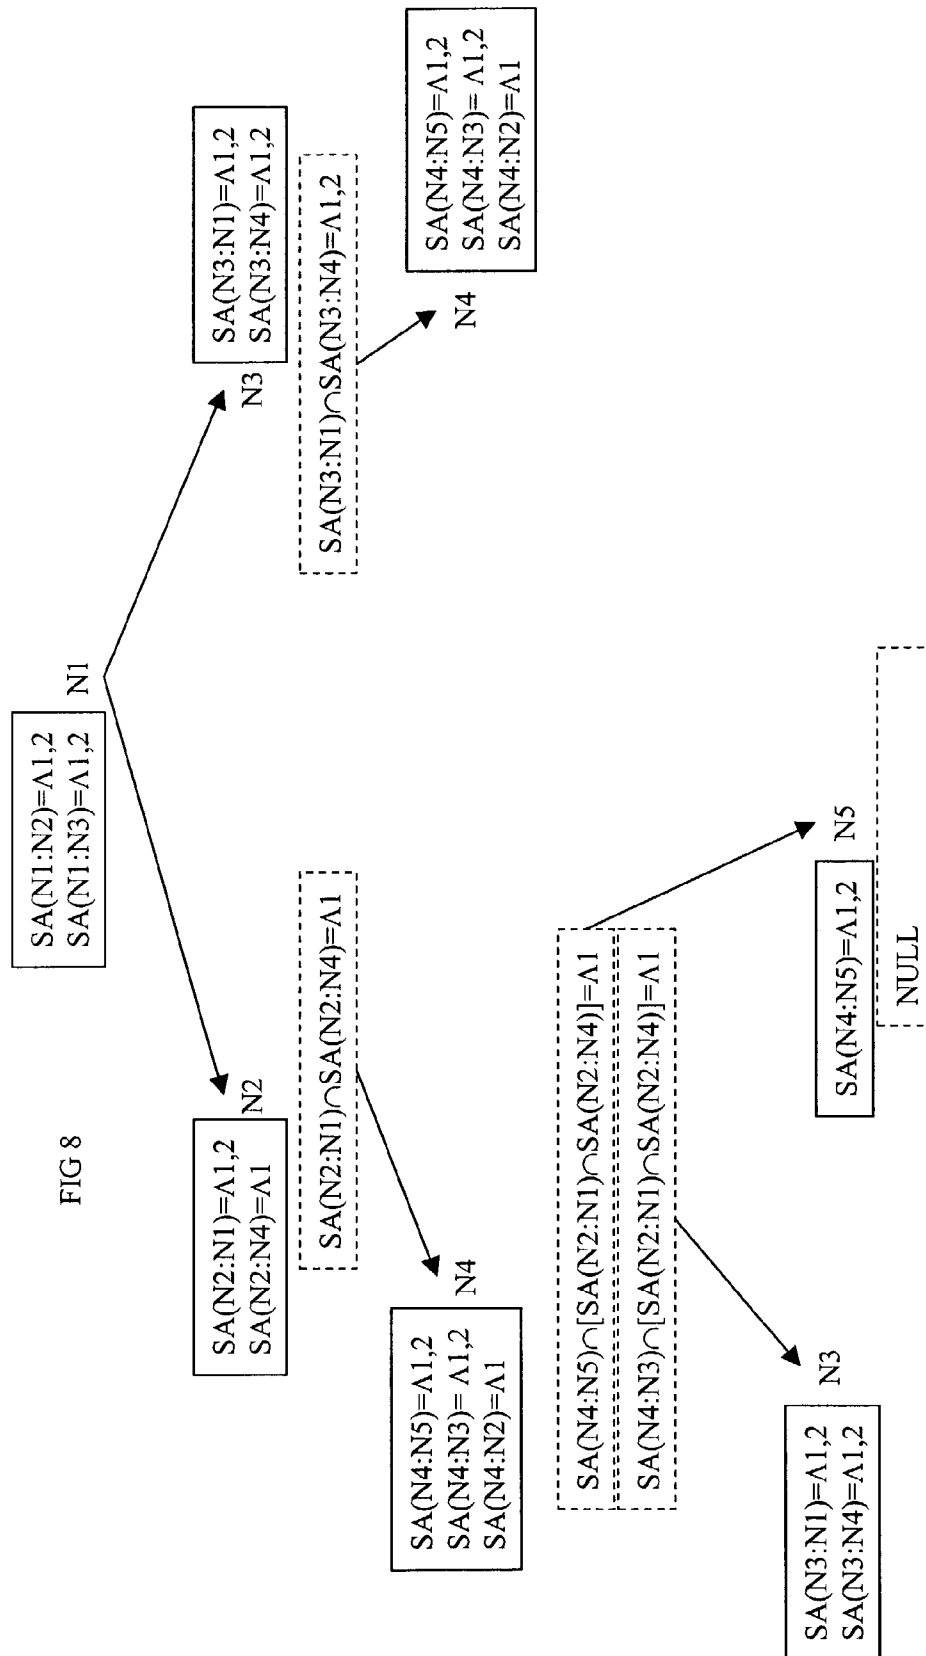 FIG 8
SA(N1:N2)=Λ1,2
SA(N1:N3)=Λ1,2
N1
SA(N2:N1)=Λ1,2
SA(N2:N4)=Λ1
N2
SA(N3:N1)=Λ1,2
SA(N3:N4)=Λ1,2
N3
SA(N2:N1)∩SA(N2:N4)=Λ1
SA(N3:N1)∩SA(N3:N4)=Λ1,2
SA(N4:N5)=Λ1,2
SA(N4:N3)= Λ1,2
SA(N4:N2)=Λ1
N4
SA(N4:N5)=Λ1,2
SA(N4:N3)= Λ1,2
SA(N4:N2)=Λ1
N4
SA(N4:N5)∩[SA(N2:N1)∩SA(N2:N4)]=Λ1
SA(N4:N3)∩[SA(N2:N1)∩SA(N2:N4)]=Λ1
SA(N3:N1)=Λ1,2
SA(N3:N4)=Λ1,2
N3
SA(N4:N5)=Λ1,2
N5
NULL